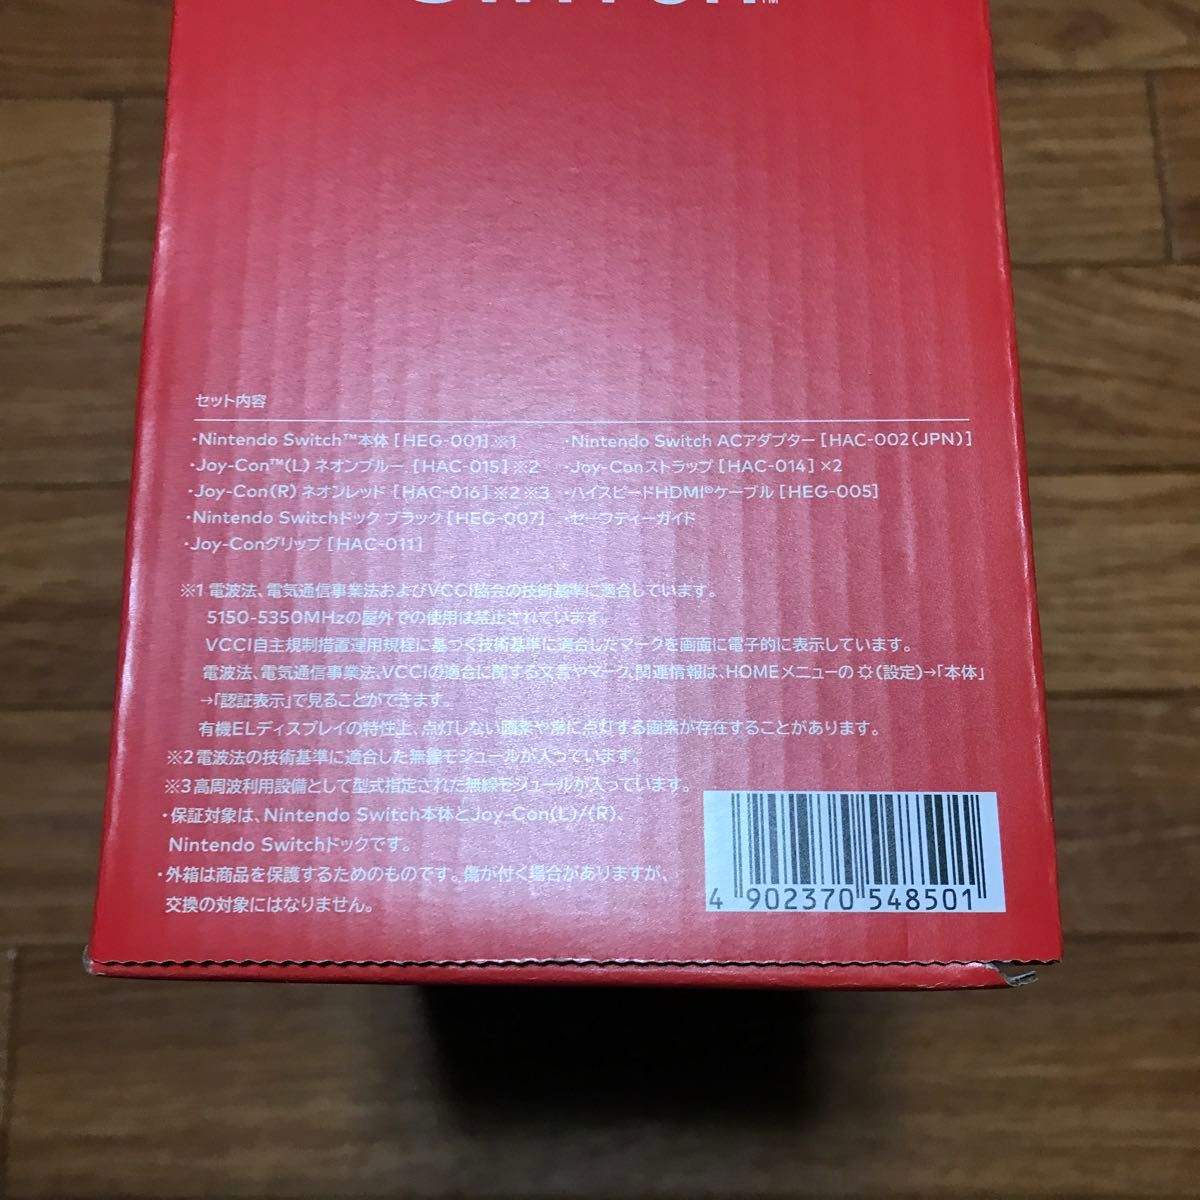 SWITCH™
セット内容
・Nintendo Switch™本体 [HEG-001]※1
・Joy-Con™(L) ネオンブルー [HAC-015]※2
・Joy-Con(R) ネオンレッド [HAC-016]※2 ※3
・Nintendo Switchドック ブラック[HEG-007]
・Joy-Conグリップ [HAC-011]
・Nintendo Switch ACアダプター [HAC-002(JPN)]
・Joy-Conストラップ [HAC-014] ×2
・ハイスピードHDMI®ケーブル [HEG-005]
・セーフティーガイド
※1 電波法、電気通信事業法およびVCCI協会の技術基準に適合しています。
5150-5350MHzの屋外での使用は禁止されています。
VCCI自主規制措置運用規程に基づく技術基準に適合したマークを画面に電子的に表示しています。
電波法、電気通信事業法、VCCIの適合に関する文言やマーク、関連情報は、HOMEメニューの(設定)→「本体」
→「認証表示」で見ることができます。
有機ELディスプレイの特性上、点灯しない画素や常に点灯する画素が存在することがあります。
※2 電波法の技術基準に適合した無線モジュールが入っています。
※3 高周波利用設備として型式指定された無線モジュールが入っています。
・保証対象は、Nintendo Switch本体とJoy-Con(L)/(R)、
Nintendo Switchドックです。
・外箱は商品を保護するためのものです。傷が付く場合がありますが、
交換の対象にはなりません。
4 902370 548501